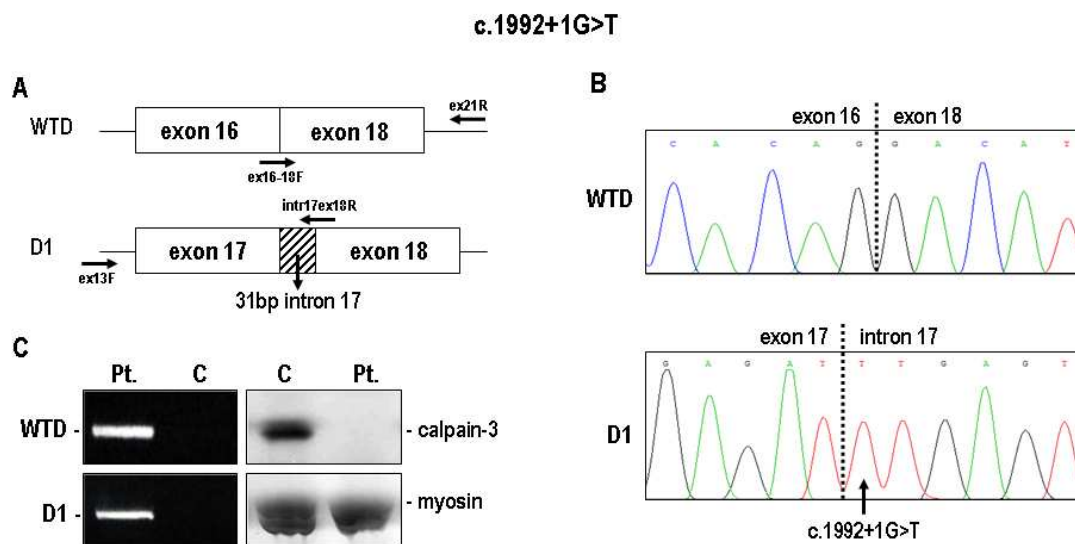 c.1992+1G>T
A
WTD
exon 16
exon 18
ex21R
ex16-18F
intr17ex18R
D1
exon 17
exon 18
ex13F
31bp intron 17
B
exon 16
exon 18
C A C A G G A C A T
WTD
exon 17
intron 17
G A G A T T T G A G T
D1
c.1992+1G>T
C
Pt. C C Pt.
WTD -
- calpain-3
D1 -
- myosin